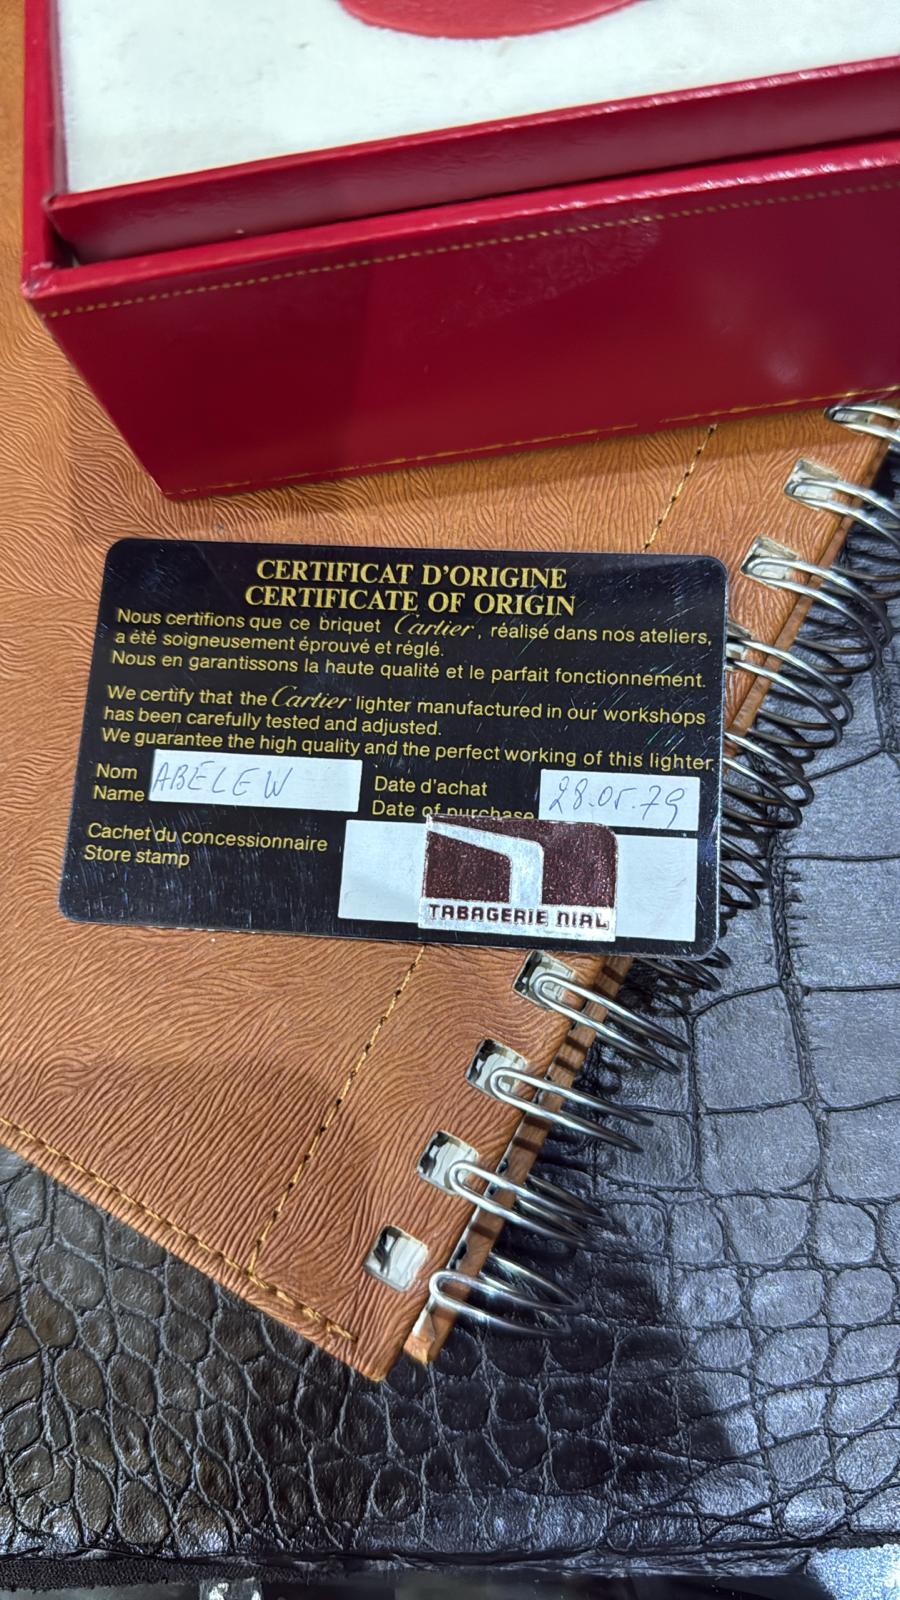 CERTIFICAT D'ORIGINE
CERTIFICATE OF ORIGIN
Nous certifions que ce briquet Cartier, réalisé dans nos ateliers,
a été soigneusement éprouvé et réglé.
Nous en garantissons la haute qualité et le parfait fonctionnement.
We certify that the Cartier lighter manufactured in our workshops
has been carefully tested and adjusted.
We guarantee the high quality and the perfect working of this lighter.
Nom
Name
ABELEW
Date d'achat
Date of purchase
28.05.79
Cachet du concessionnaire
Store stamp
TABAGERIE NIAL